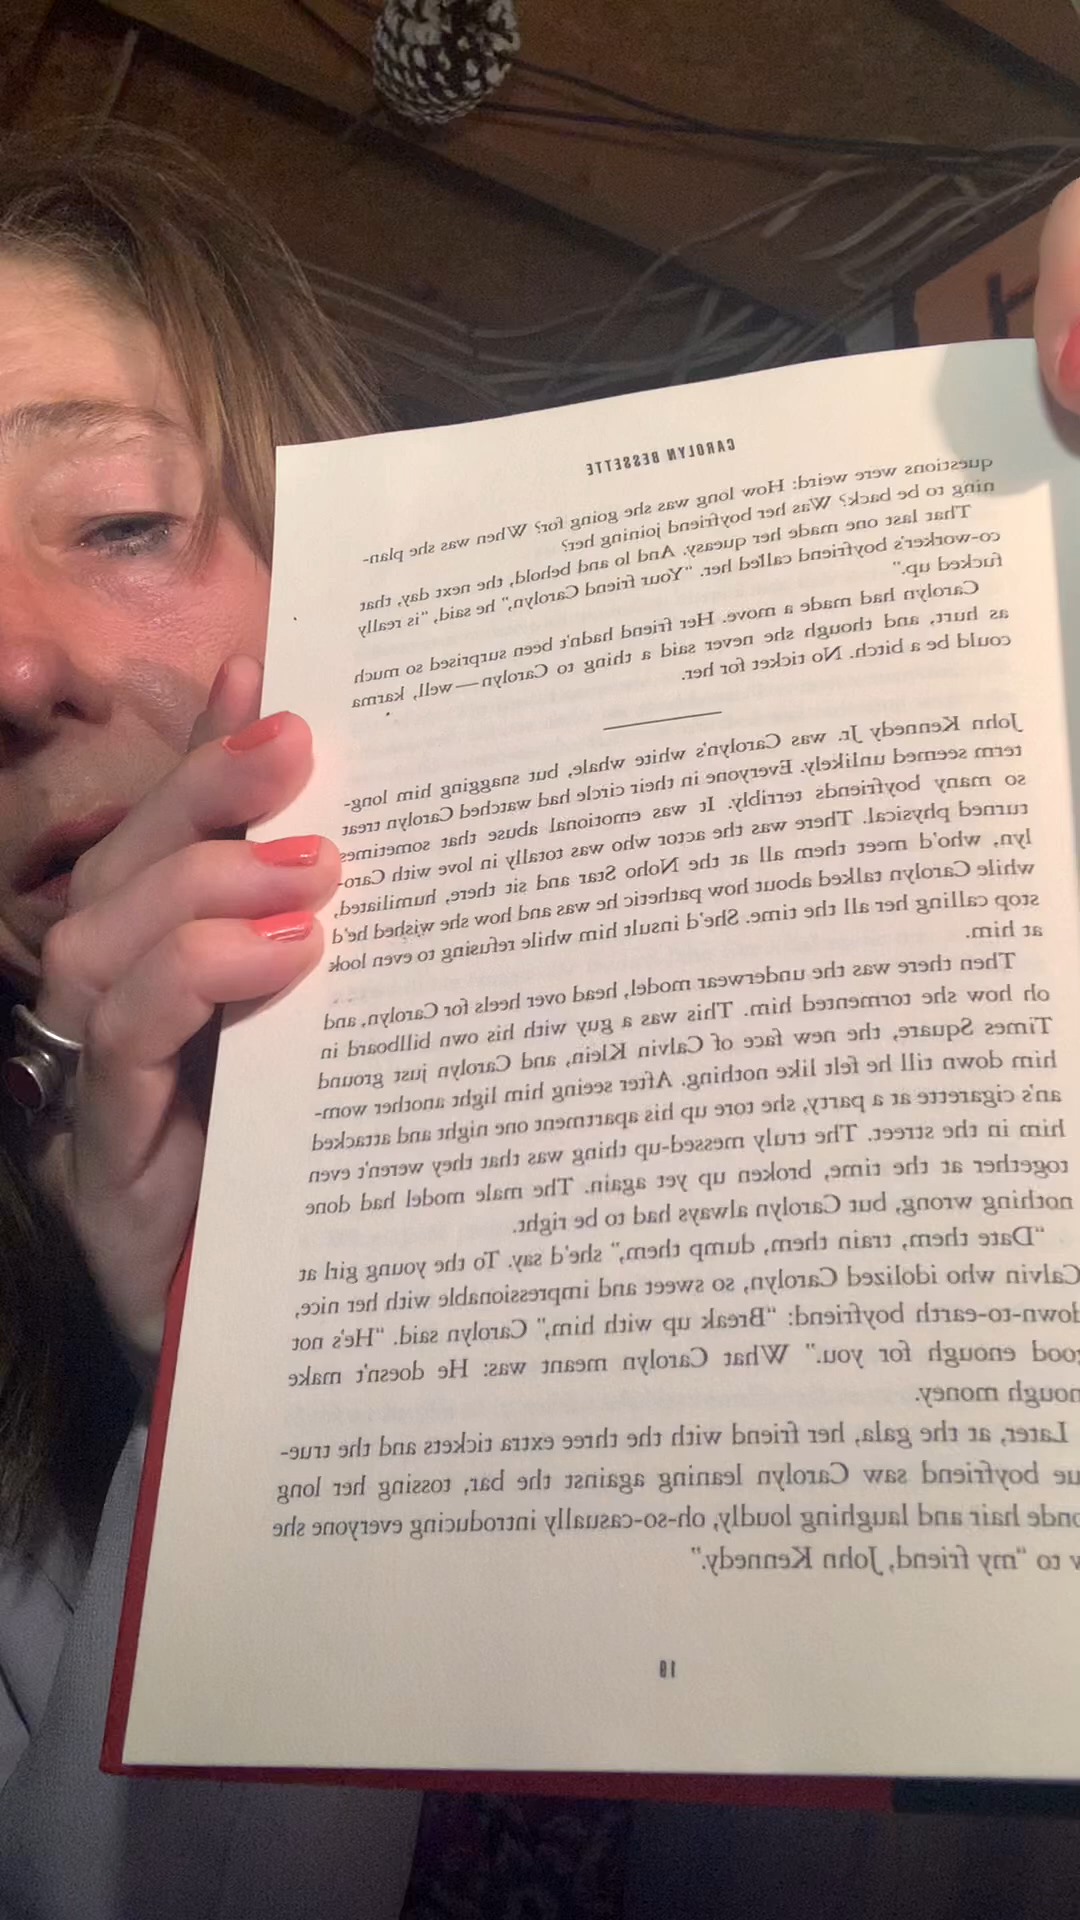 CAROLYN BESSETTE
questions were weird: How long was she going for? When was she plan-
ning to be back? Was her boyfriend joining her?
That last one made her queasy. And lo and behold, the next day, that
co-worker's boyfriend called her. "Your friend Carolyn," he said, "is really
fucked up."
Carolyn had made a move. Her friend hadn't been surprised so much
as hurt, and though she never said a thing to Carolyn—well, karma
could be a bitch. No ticket for her.
John Kennedy Jr. was Carolyn's white whale, but snagging him long-
term seemed unlikely. Everyone in their circle had watched Carolyn treat
so many boyfriends terribly. It was emotional abuse that sometimes
turned physical. There was the actor who was totally in love with Caro-
lyn, who'd meet them all at the Noho Star and sit there, humiliated,
while Carolyn talked about how pathetic he was and how she wished he'd
stop calling her all the time. She'd insult him while refusing to even look
at him.
Then there was the underwear model, head over heels for Carolyn, and
oh how she tormented him. This was a guy with his own billboard in
Times Square, the new face of Calvin Klein, and Carolyn just ground
him down till he felt like nothing. After seeing him light another wom-
an's cigarette at a party, she tore up his apartment one night and attacked
him in the street. The truly messed-up thing was that they weren't even
together at the time, broken up yet again. The male model had done
nothing wrong, but Carolyn always had to be right.
"Date them, train them, dump them," she'd say. To the young girl at
Calvin who idolized Carolyn, so sweet and impressionable with her nice,
down-to-earth boyfriend: "Break up with him," Carolyn said. "He's not
good enough for you." What Carolyn meant was: He doesn't make
nough money.
Later, at the gala, her friend with the three extra tickets and the true-
ue boyfriend saw Carolyn leaning against the bar, tossing her long
onde hair and laughing loudly, oh-so-casually introducing everyone she
w to "my friend, John Kennedy."
10